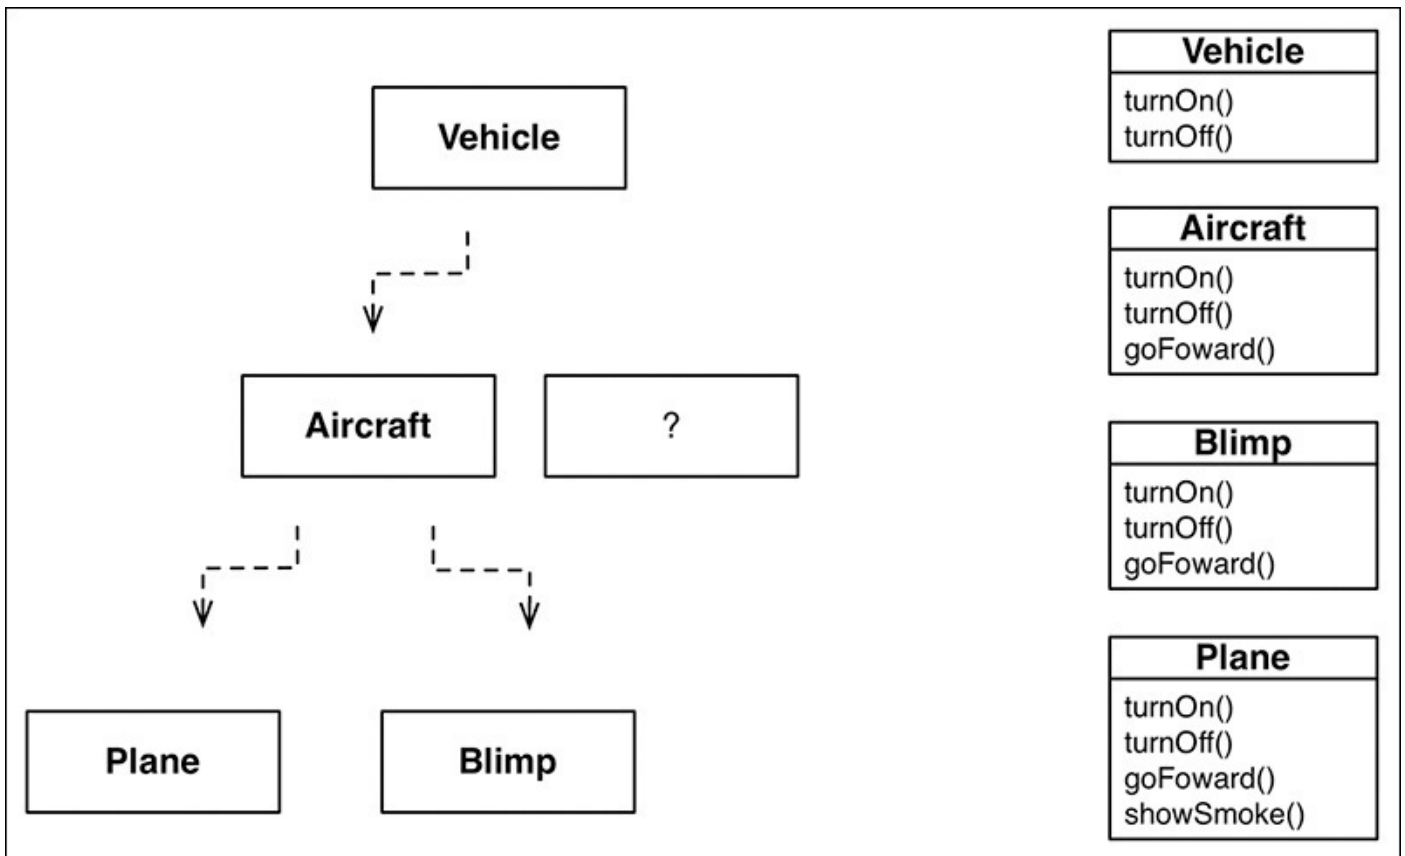 Vehicle
Aircraft
?
Plane
Blimp
Vehicle
turnOn()
turnOff()
Aircraft
turnOn()
turnOff()
goFoward()
Blimp
turnOn()
turnOff()
goFoward()
Plane
turnOn()
turnOff()
goFoward()
showSmoke()